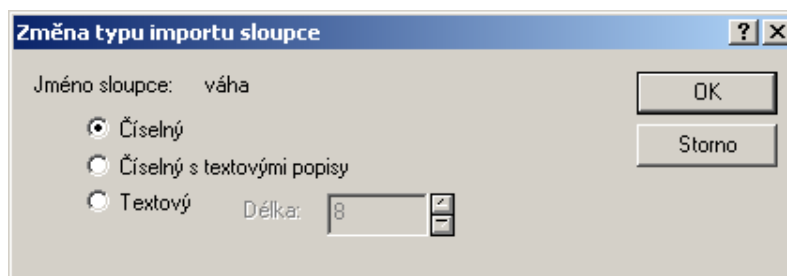 Změna typu importu sloupce
Jméno sloupce: váha
OK
Číselný
Storno
Číselný s textovými popisy
Textový Délka: 8